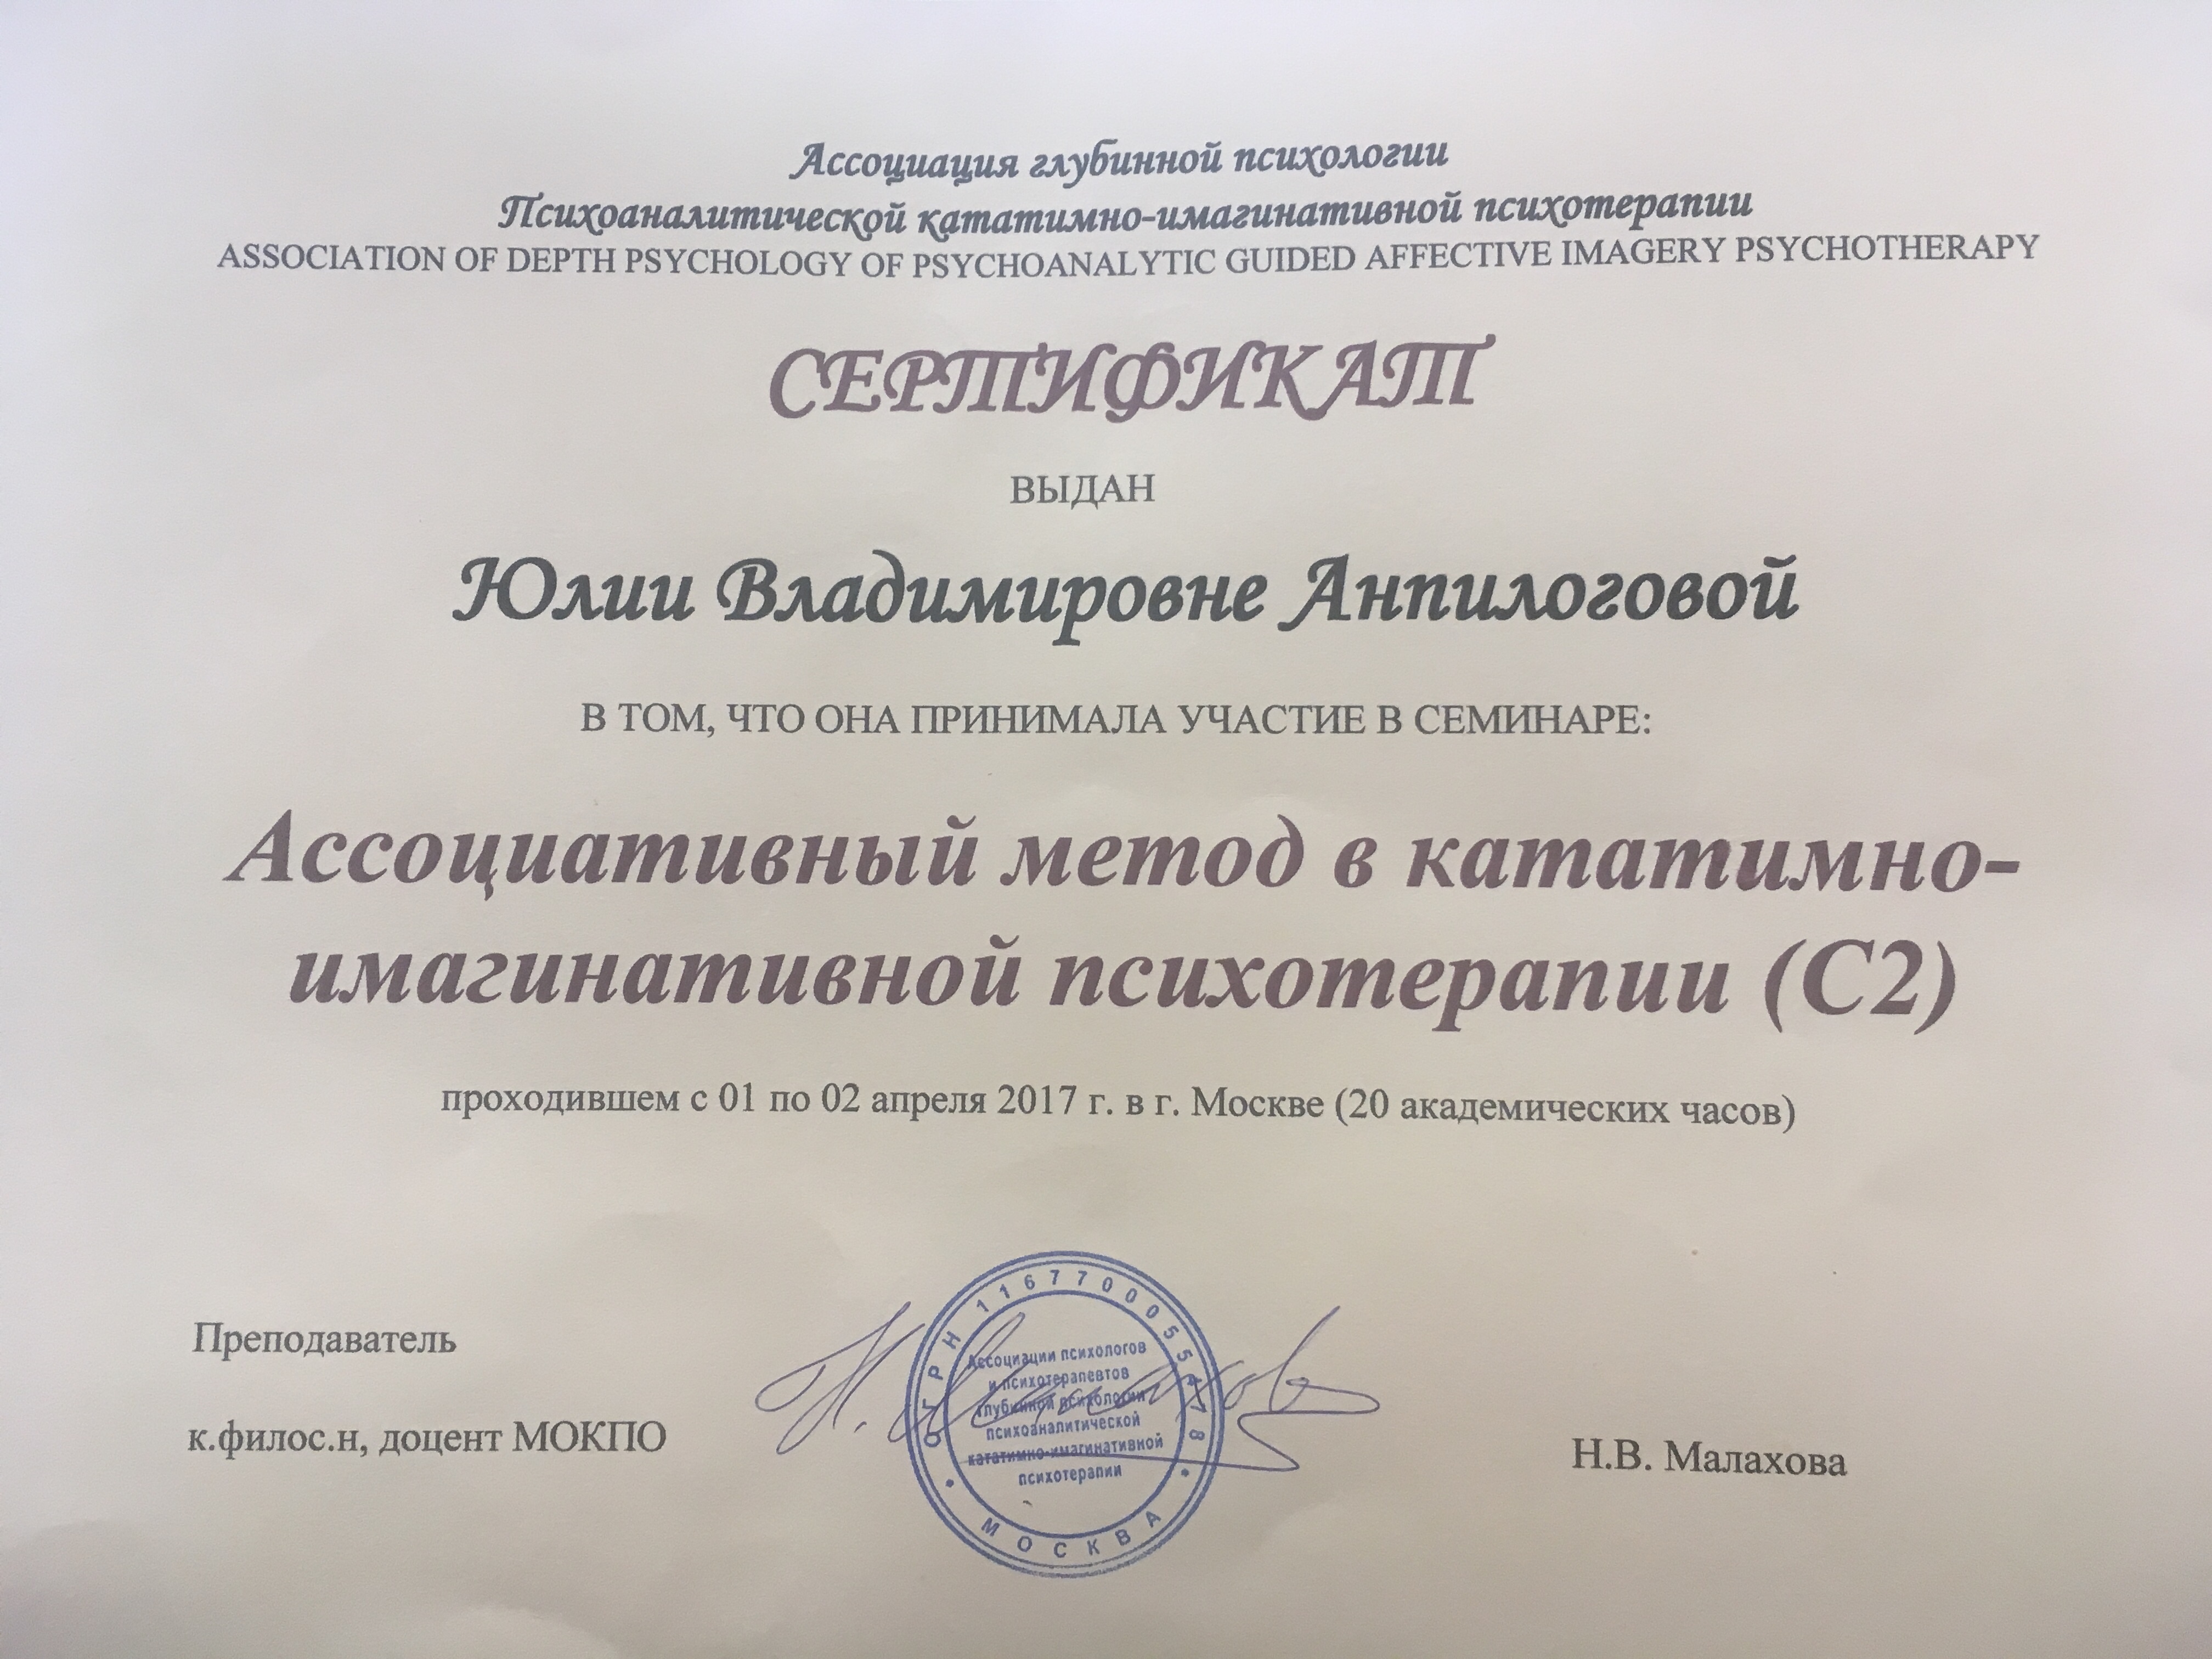 Ассоциация глубинной психологии
Психоаналитической кататимно-имагинативной психотерапии
ASSOCIATION OF DEPTH PSYCHOLOGY OF PSYCHOANALYTIC GUIDED AFFECTIVE IMAGERY PSYCHOTHERAPY
СЕРТИФИКАТ
ВЫДАН
Юлии Владимировне Анпилоговой
В ТОМ, ЧТО ОНА ПРИНИМАЛА УЧАСТИЕ В СЕМИНАРЕ:
Ассоциативный метод в кататимно-
имагинативной психотерапии (С2)
проходившем с 01 по 02 апреля 2017 г. в г. Москве (20 академических часов)
Преподаватель
к.филос.н, доцент МОКПО
ОГРН 1167700055478
Ассоциации психологов
и психотерапевтов
глубинной психологии
психоаналитической
кататимно-имагинативной
психотерапии
МОСКВА
Н.В. Малахова